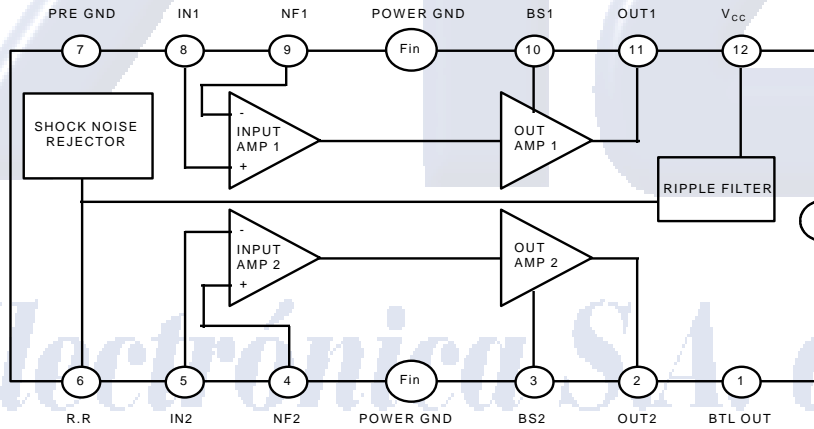 PRE GND IN1 NF1 POWER GND BS1 OUT1 VCC
7 8 9 Fin 10 11 12
SHOCK NOISE
REJECTOR
-
INPUT
AMP 1
+
OUT
AMP 1
RIPPLE FILTER
-
INPUT
AMP 2
+
OUT
AMP 2
6 5 4 Fin 3 2 1
R.R IN2 NF2 POWER GND BS2 OUT2 BTL OUT
lectrónica SA